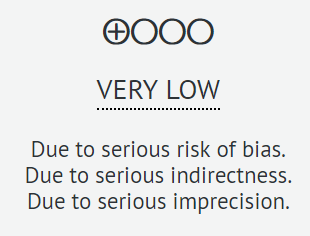 ⊕○○○
VERY LOW
Due to serious risk of bias.
Due to serious indirectness.
Due to serious imprecision.